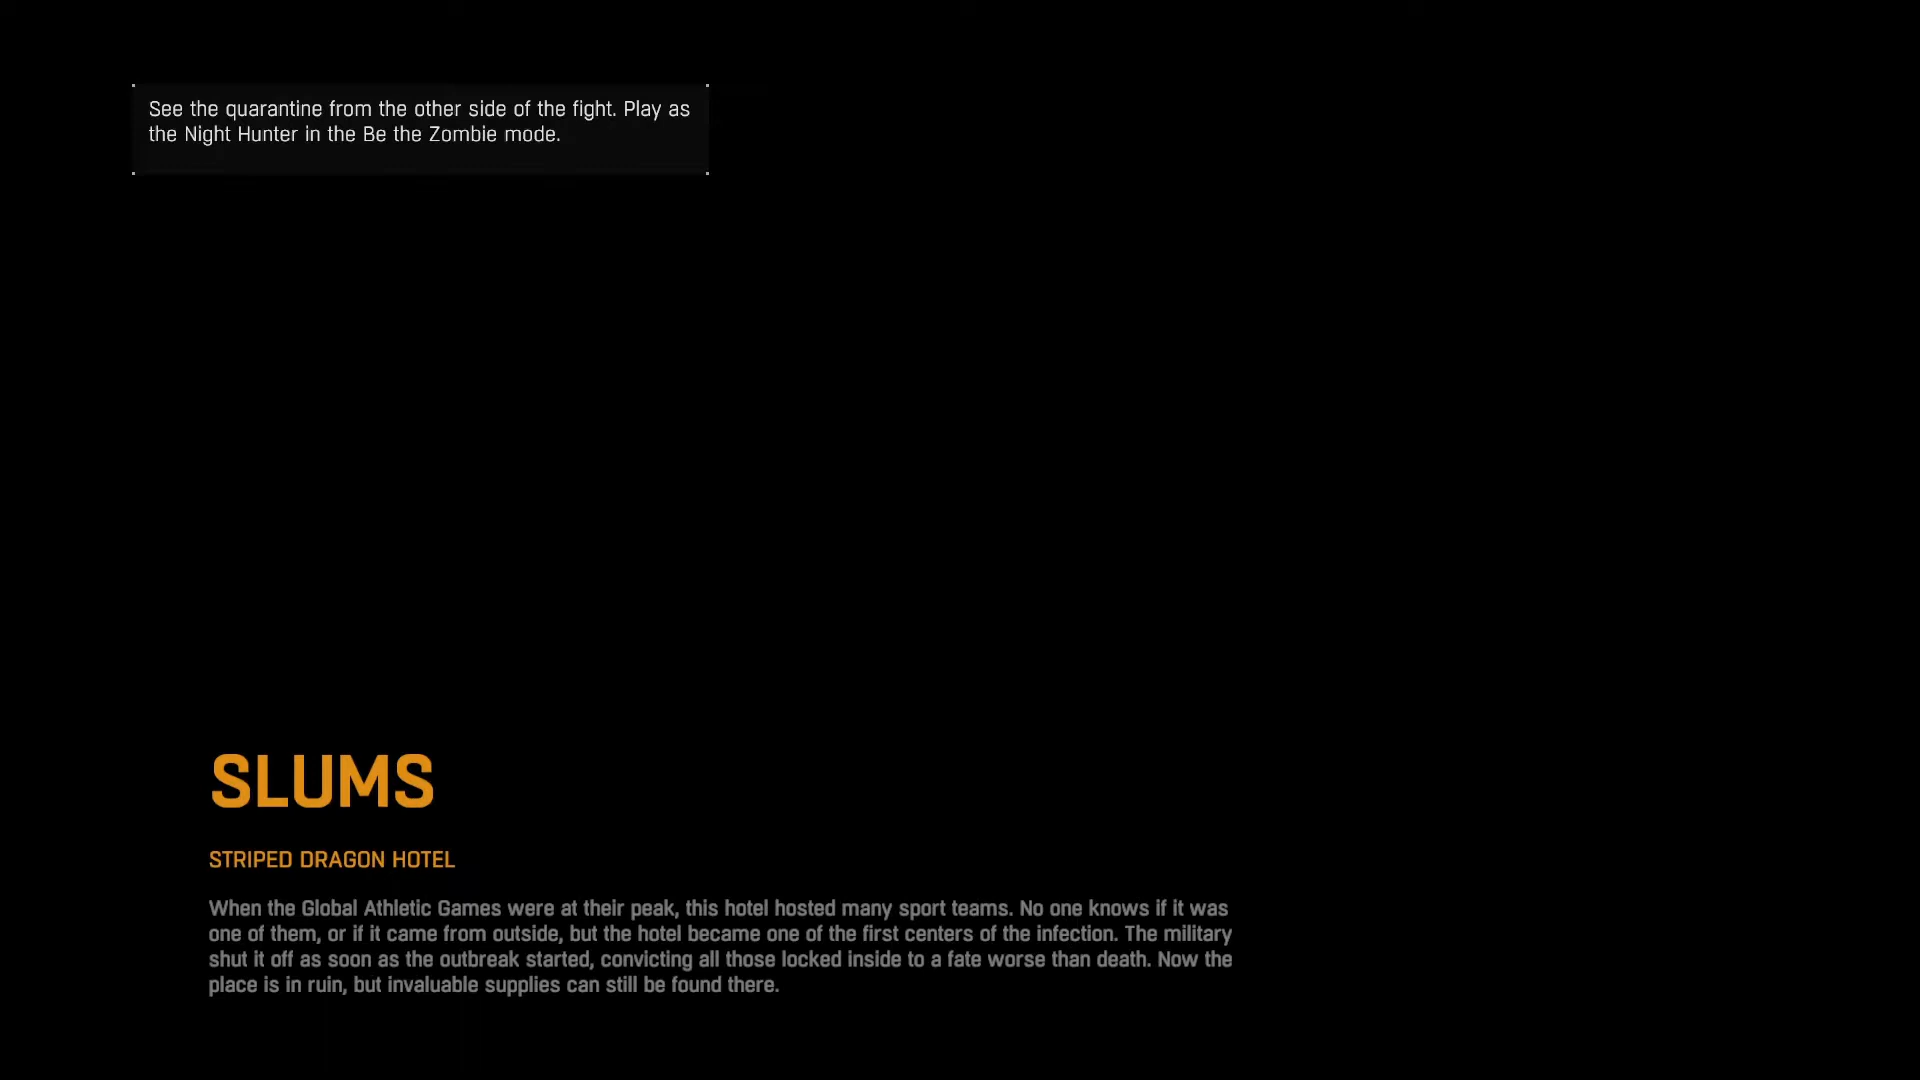 See the quarantine from the other side of the fight. Play as
the Night Hunter in the Be the Zombie mode.
SLUMS
STRIPED DRAGON HOTEL
When the Global Athletic Games were at their peak, this hotel hosted many sport teams. No one knows if it was
one of them, or if it came from outside, but the hotel became one of the first centers of the infection. The military
shut it off as soon as the outbreak started, convicting all those locked inside to a fate worse than death. Now the
place is in ruin, but invaluable supplies can still be found there.